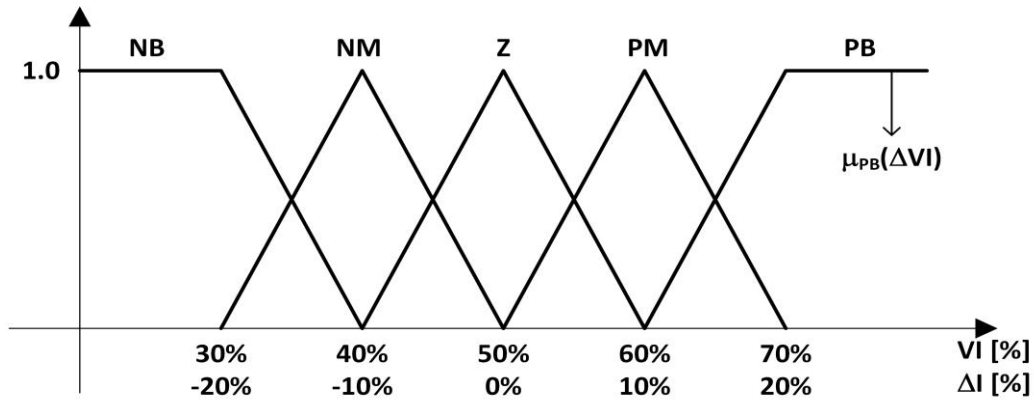 NB NM Z PM PB
1.0
μPB(ΔVI)
30% 40% 50% 60% 70% VI [%]
-20% -10% 0% 10% 20% ΔI [%]